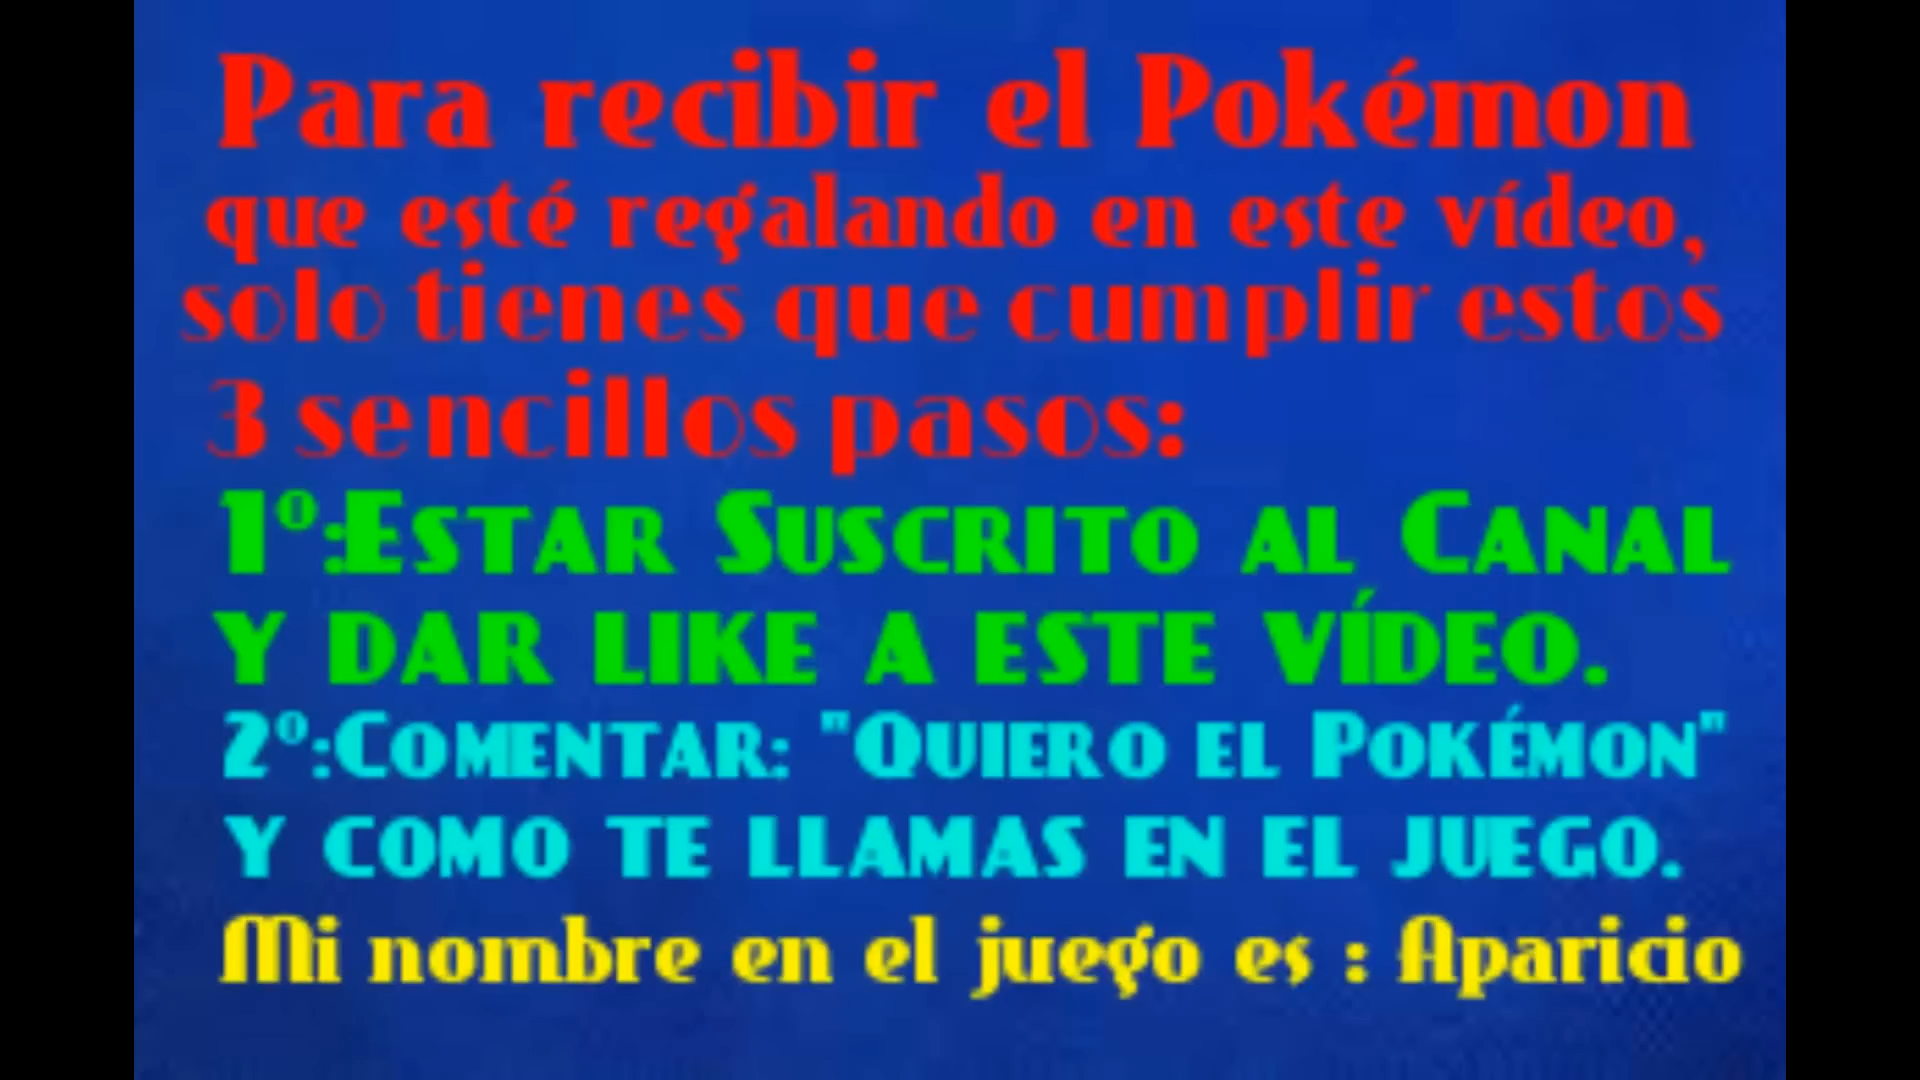 Para recibir el Pokémon
que esté regalando en este vídeo,
solo tienes que cumplir estos
3 sencillos pasos:
1º:Estar Suscrito al Canal
Y DAR LIKE A ESTE VÍDEO.
2º:Comentar: "Quiero el Pokémon"
Y COMO TE LLAMAS EN EL JUEGO.
Mi nombre en el juego es : Aparicio